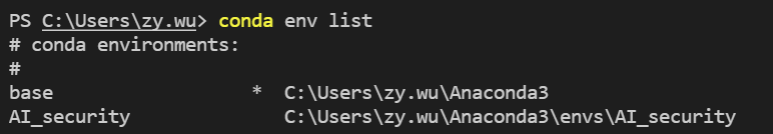 PS C:\Users\zy.wu> conda env list
# conda environments:
#
base                  *  C:\Users\zy.wu\Anaconda3
AI_security              C:\Users\zy.wu\Anaconda3\envs\AI_security